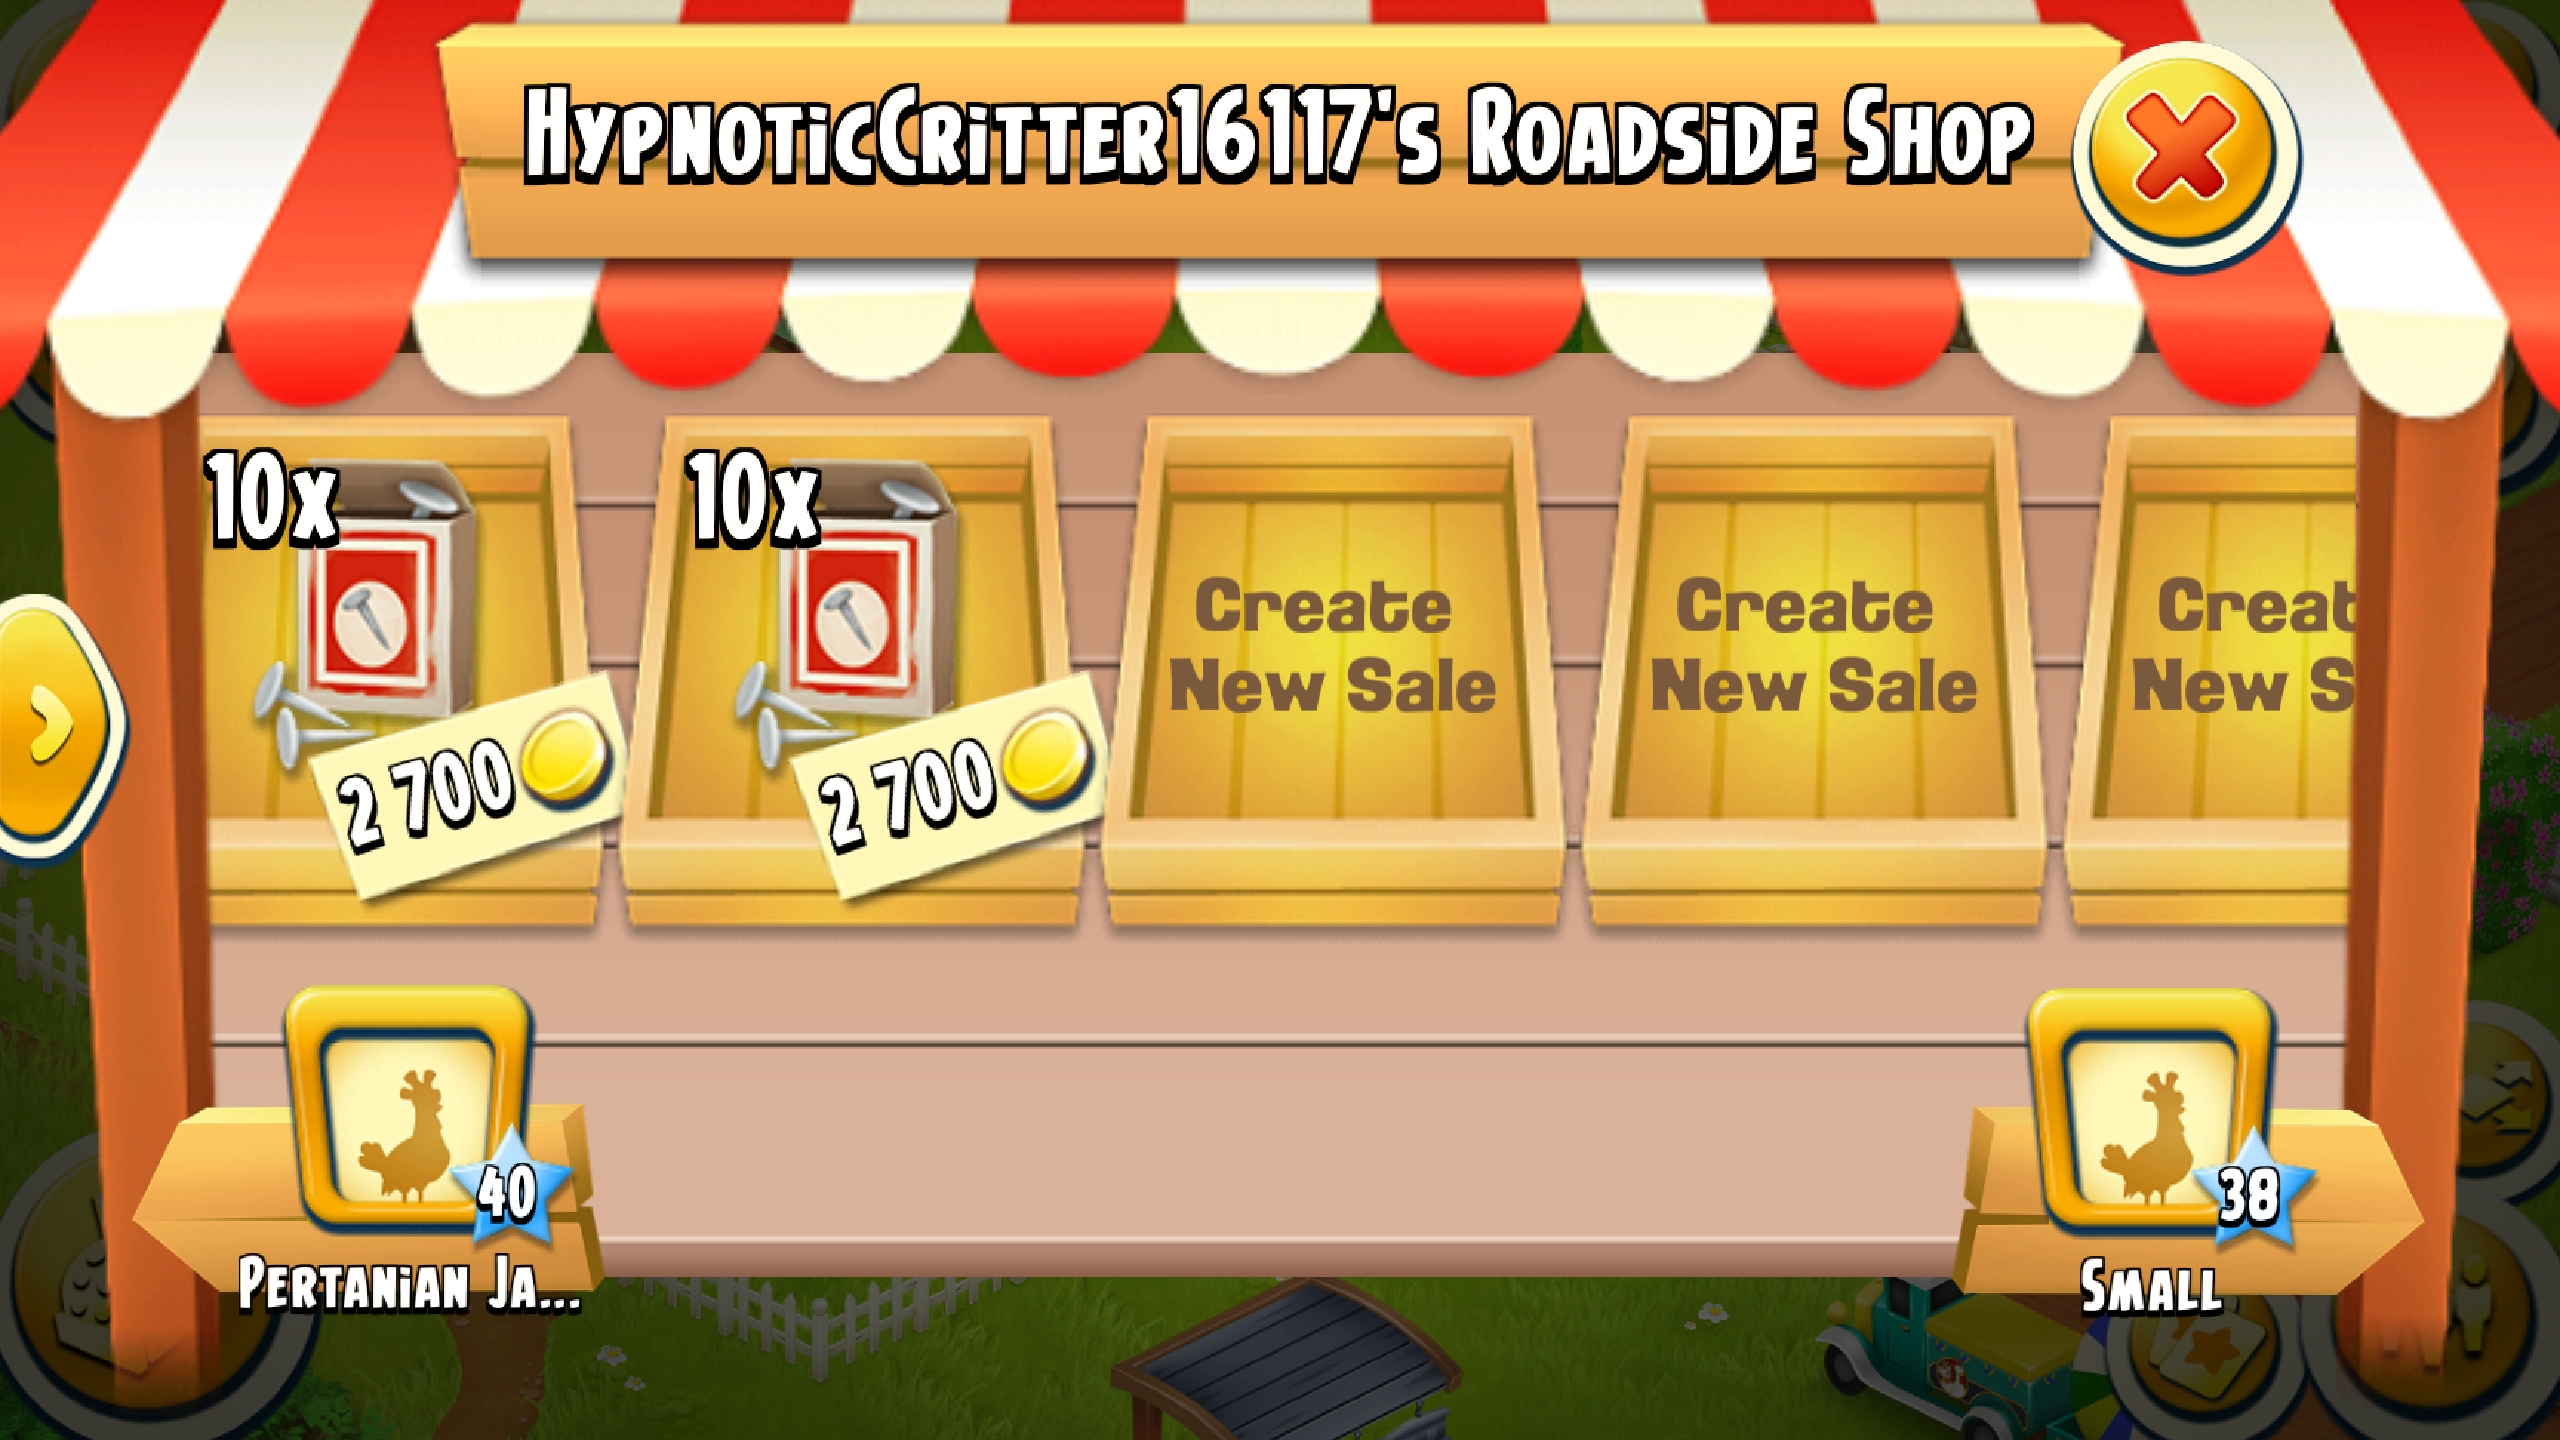 HypnoticCritter16117's Roadside Shop
10x
10x
2 700
2 700
Create
New Sale
Create
New Sale
Creat
New S
40
Pertanian Ja...
38
Small